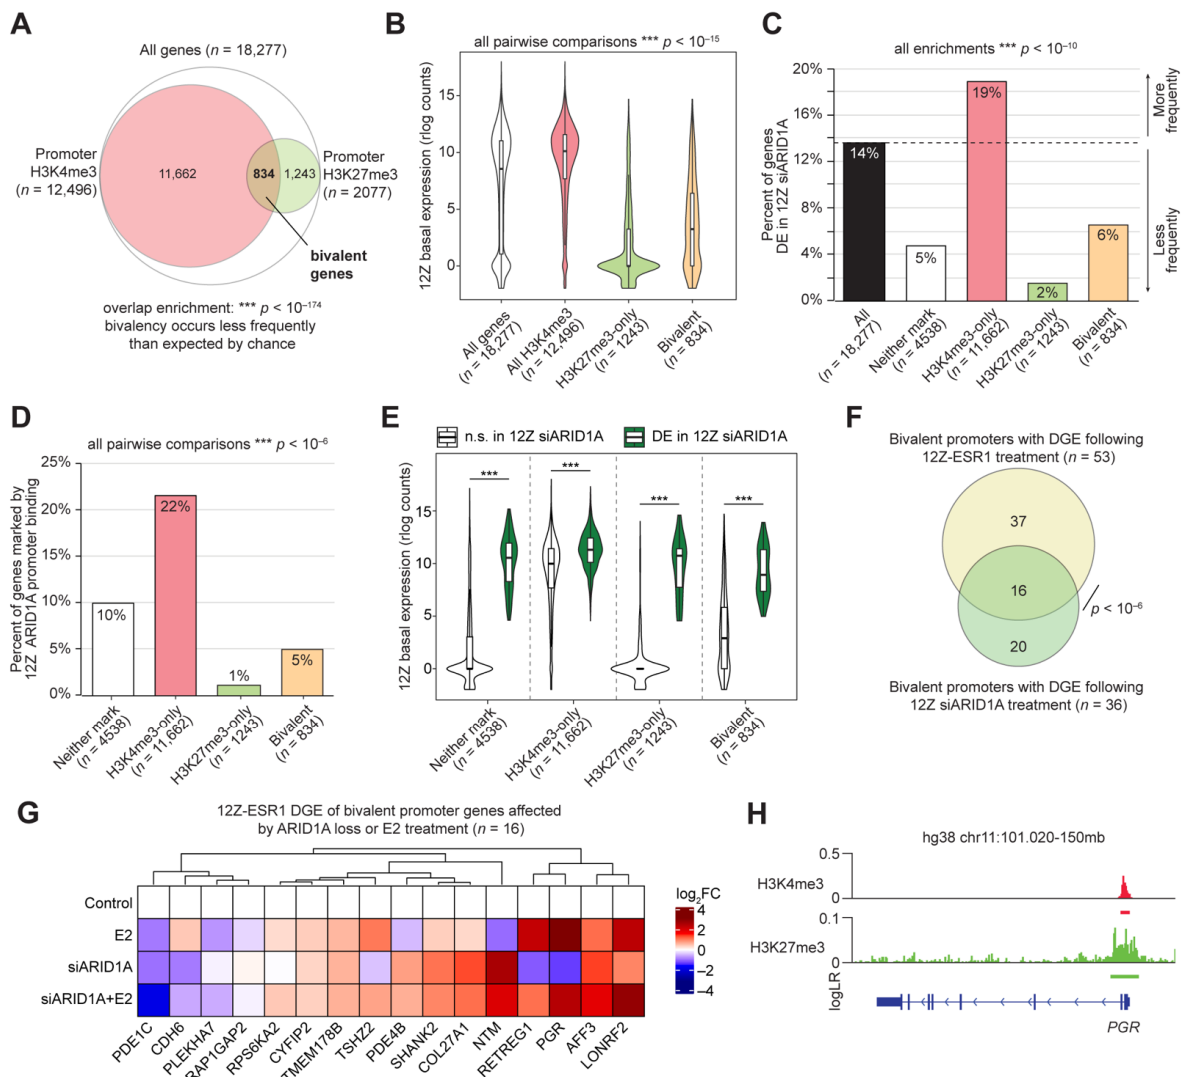 A
All genes (n = 18,277)
Promoter
H3K4me3
(n = 12,496)
11,662
834
1,243
Promoter
H3K27me3
(n = 2077)
bivalent
genes
overlap enrichment: *** p < 10⁻¹⁷⁴
bivalency occurs less frequently
than expected by chance
B
all pairwise comparisons *** p < 10⁻¹⁵
12Z basal expression (rlog counts)
15
10
5
0
All genes
(n = 18,277)
All H3K4me3
(n = 12,496)
H3K27me3-only
(n = 1243)
Bivalent
(n = 834)
C
all enrichments *** p < 10⁻¹⁰
Percent of genes
DE in 12Z siARID1A
20%
16%
12%
8%
4%
0%
14%
5%
19%
2%
6%
More
frequently
Less
frequently
All
(n = 18,277)
Neither mark
(n = 4538)
H3K4me3-only
(n = 11,662)
H3K27me3-only
(n = 1243)
Bivalent
(n = 834)
D
all pairwise comparisons *** p < 10⁻⁶
Percent of genes marked by
12Z ARID1A promoter binding
25%
20%
15%
10%
5%
0%
10%
22%
1%
5%
Neither mark
(n = 4538)
H3K4me3-only
(n = 11,662)
H3K27me3-only
(n = 1243)
Bivalent
(n = 834)
E
n.s. in 12Z siARID1A
DE in 12Z siARID1A
12Z basal expression (rlog counts)
15
10
5
0
***
***
***
***
Neither mark
(n = 4538)
H3K4me3-only
(n = 11,662)
H3K27me3-only
(n = 1243)
Bivalent
(n = 834)
F
Bivalent promoters with DGE following
12Z-ESR1 treatment (n = 53)
37
16
20
p < 10⁻⁶
Bivalent promoters with DGE following
12Z siARID1A treatment (n = 36)
G
12Z-ESR1 DGE of bivalent promoter genes affected
by ARID1A loss or E2 treatment (n = 16)
Control
E2
siARID1A
siARID1A+E2
log₂FC
4
2
0
−2
−4
PDE1C
CDH6
PLEKHA7
RAP1GAP2
RPS6KA2
CYFIP2
TMEM178B
TSHZ2
PDE4B
SHANK2
COL27A1
NTM
RETREG1
PGR
AFF3
LONRF2
H
hg38 chr11:101.020-150mb
0.5
H3K4me3
0
0.1
H3K27me3
0
logLR
PGR